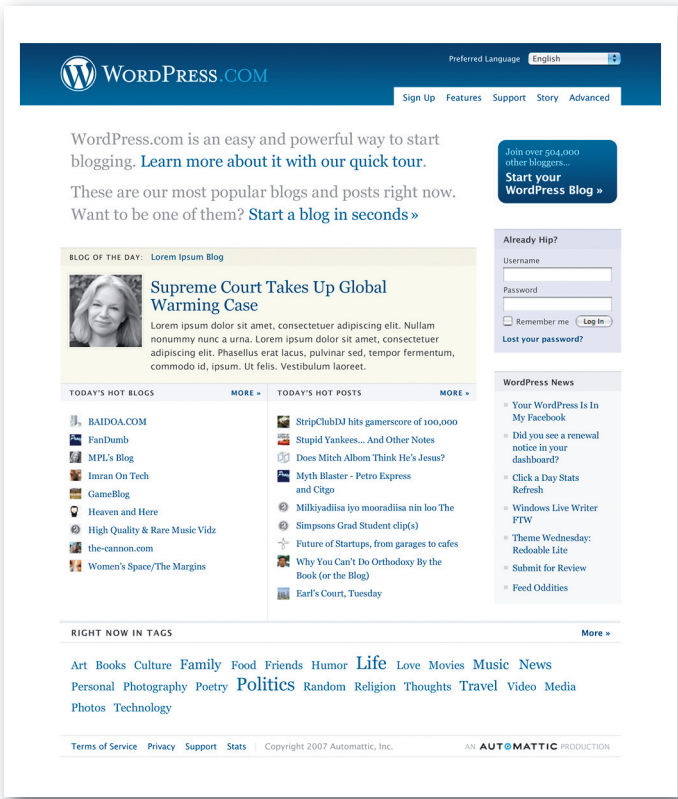 Preferred Language English
WORDPRESS.COM
Sign Up Features Support Story Advanced
WordPress.com is an easy and powerful way to start
blogging. Learn more about it with our quick tour.
These are our most popular blogs and posts right now.
Want to be one of them? Start a blog in seconds »
Join over 504,000
other bloggers...
Start your
WordPress Blog »
BLOG OF THE DAY: Lorem Ipsum Blog
Supreme Court Takes Up Global
Warming Case
Lorem ipsum dolor sit amet, consectetuer adipiscing elit. Nullam
nonummy nunc a urna. Lorem ipsum dolor sit amet, consectetuer
adipiscing elit. Phasellus erat lacus, pulvinar sed, tempor fermentum,
commodo id, ipsum. Ut felis. Vestibulum laoreet.
Already Hip?
Username
Password
Remember me Log In
Lost your password?
TODAY'S HOT BLOGS MORE »
BAIDOA.COM
FanDumb
MPL's Blog
Imran On Tech
GameBlog
Heaven and Here
High Quality & Rare Music Vidz
the-cannon.com
Women's Space/The Margins
TODAY'S HOT POSTS MORE »
StripClubDJ hits gamerscore of 100,000
Stupid Yankees... And Other Notes
Does Mitch Albom Think He's Jesus?
Myth Blaster - Petro Express
and Citgo
Milkiyadiisa iyo mooradiisa nin loo The
Simpsons Grad Student clip(s)
Future of Startups, from garages to cafes
Why You Can't Do Orthodoxy By the
Book (or the Blog)
Earl's Court, Tuesday
WordPress News
Your WordPress Is In
My Facebook
Did you see a renewal
notice in your
dashboard?
Click a Day Stats
Refresh
Windows Live Writer
FTW
Theme Wednesday:
Redoable Lite
Submit for Review
Feed Oddities
RIGHT NOW IN TAGS More »
Art Books Culture Family Food Friends Humor Life Love Movies Music News
Personal Photography Poetry Politics Random Religion Thoughts Travel Video Media
Photos Technology
Terms of Service Privacy Support Stats | Copyright 2007 Automattic, Inc.
AN AUTOMATTIC PRODUCTION